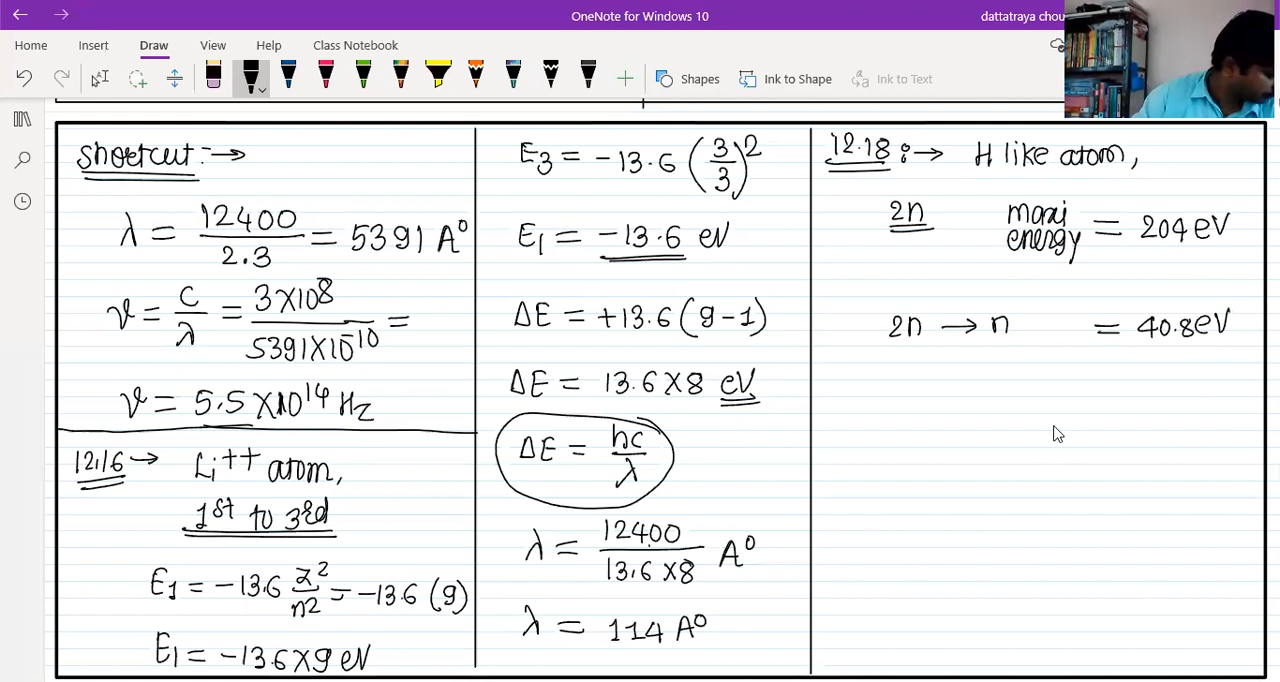 OneNote for Windows 10
dattatraya chou
Home Insert Draw View Help Class Notebook
Shapes Ink to Shape Ink to Text
Shortcut:→
λ = 12400/2.3 = 5391 A⁰
ν = c/λ = 3×10⁸/5391×10⁻¹⁰ =
ν = 5.5×10¹⁴ Hz
12.16 → Li⁺⁺ atom,
1st to 3rd
E₁ = -13.6 z²/n² = -13.6 (9)
E₁ = -13.6×9 eV
E₃ = -13.6 (3/3)²
E₁ = -13.6 eV
ΔE = +13.6(9-1)
ΔE = 13.6×8 eV
ΔE = hc/λ
λ = 12400/13.6×8 A⁰
λ = 114 A⁰
12.18:→ H like atom,
2n maxi energy = 204 eV
2n → n = 40.8 eV